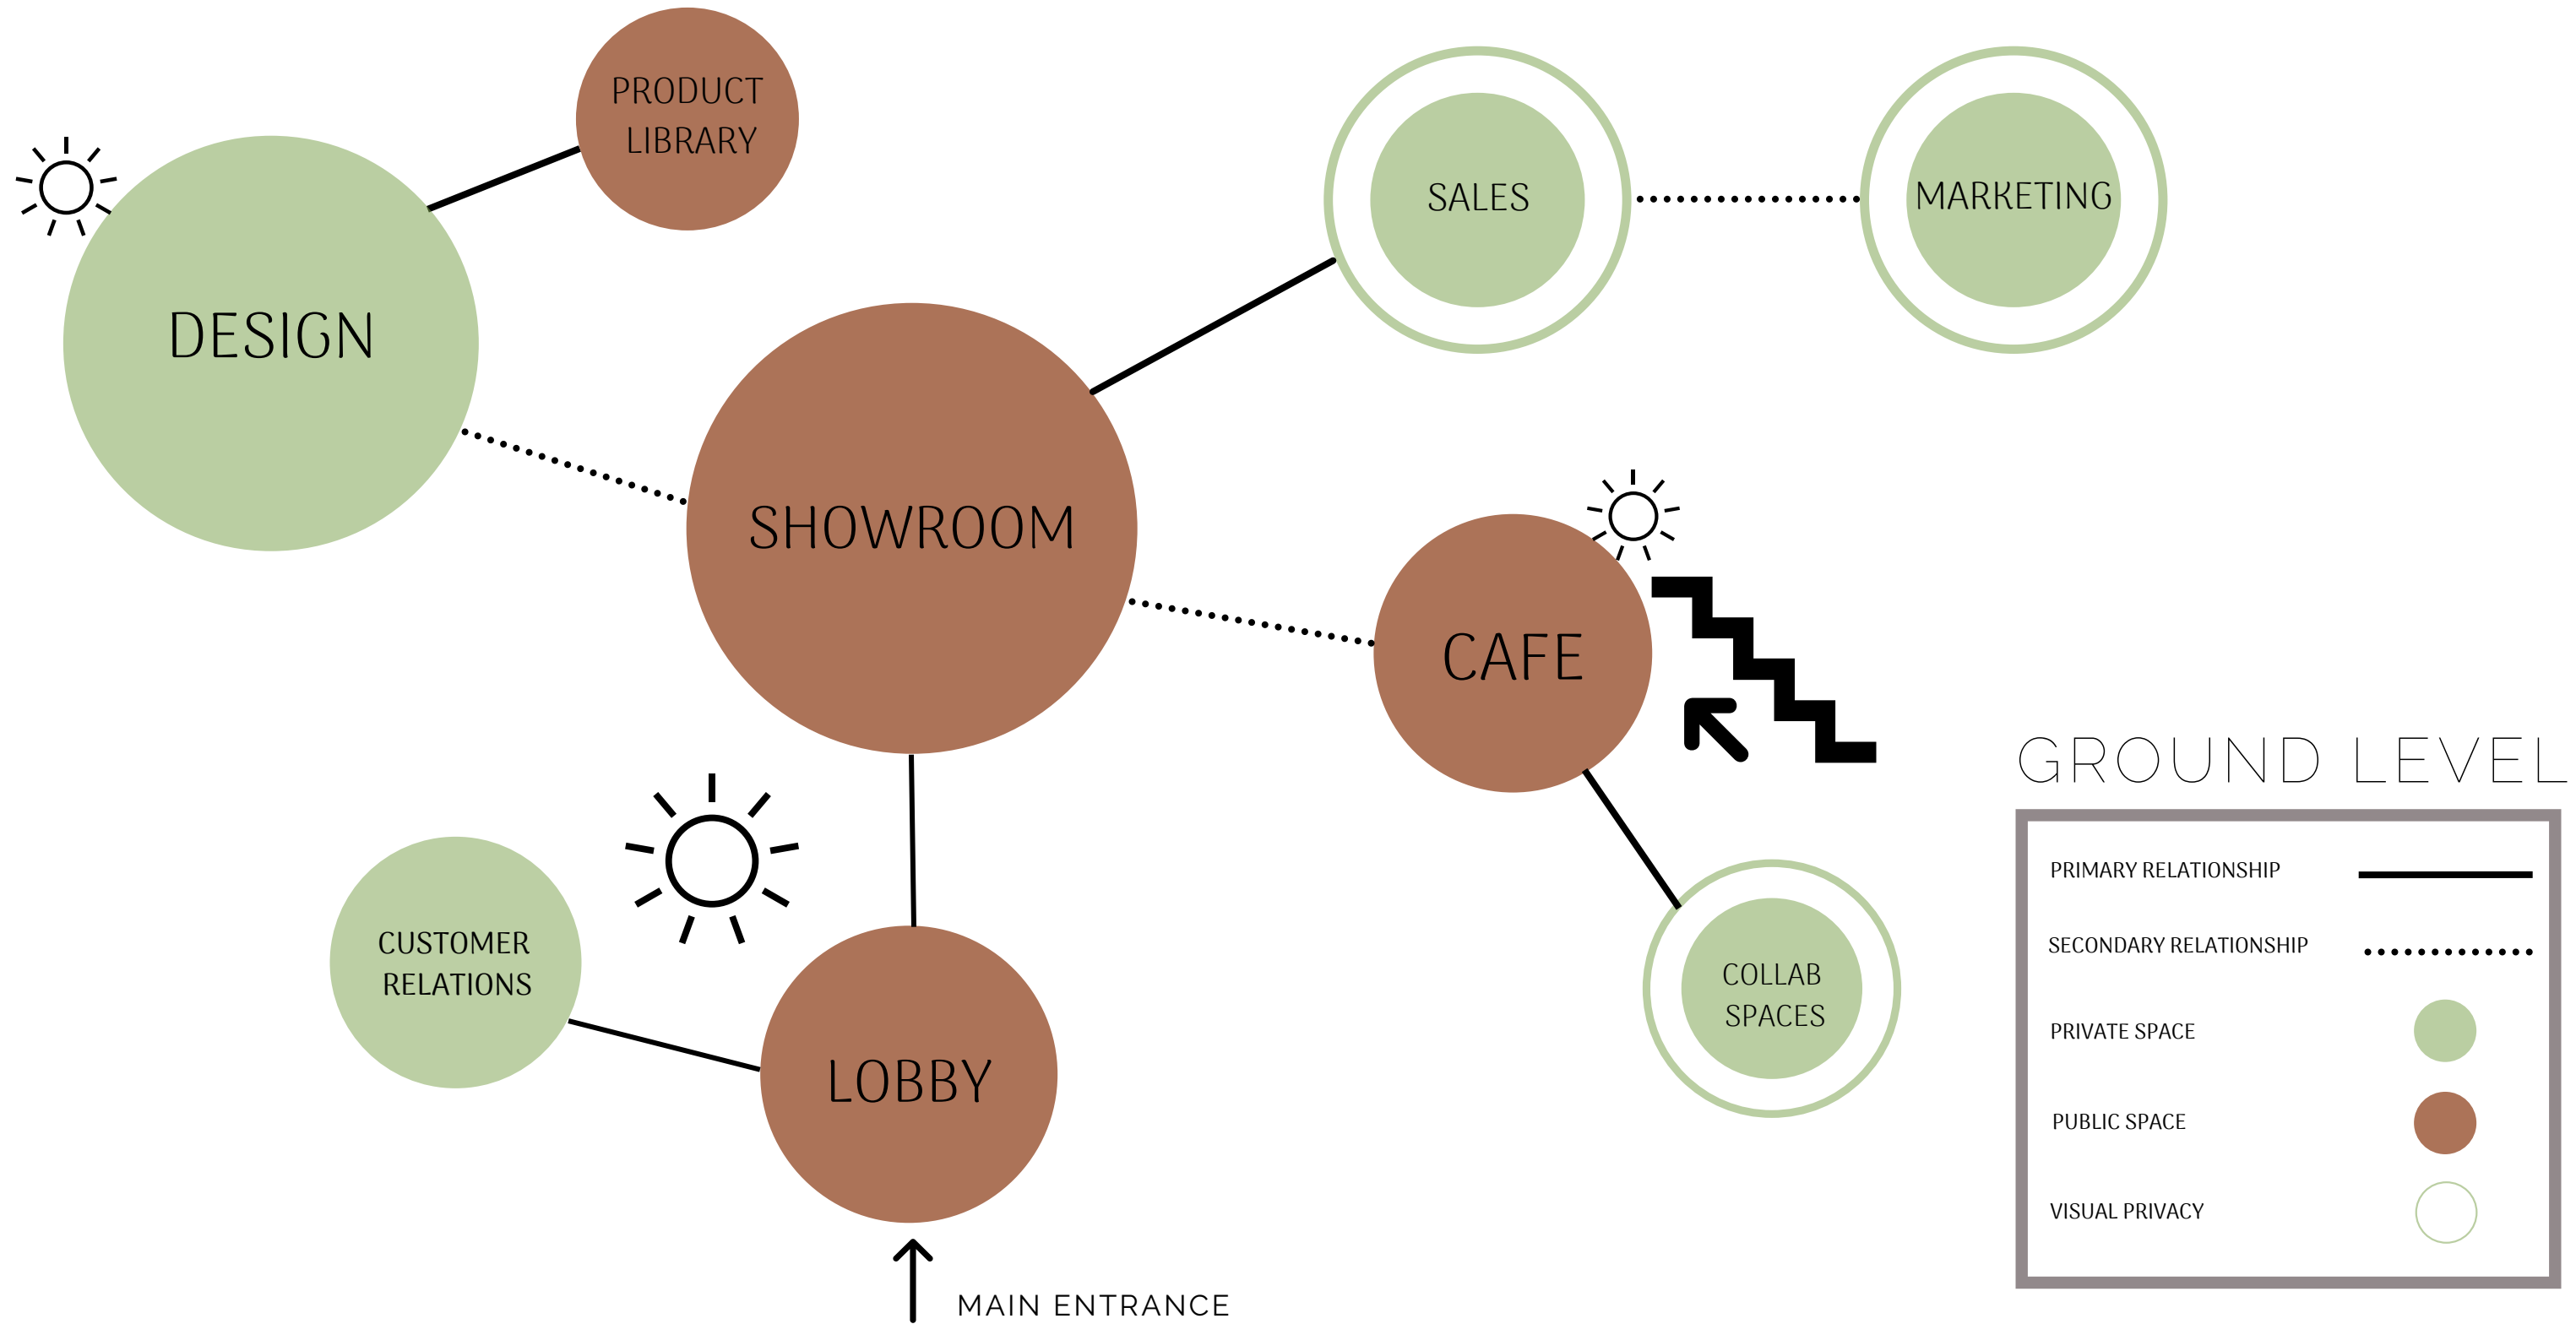 PRODUCT
LIBRARY
DESIGN
SALES
MARKETING
SHOWROOM
CAFE
CUSTOMER
RELATIONS
LOBBY
COLLAB
SPACES
MAIN ENTRANCE
GROUND LEVEL
PRIMARY RELATIONSHIP
SECONDARY RELATIONSHIP
PRIVATE SPACE
PUBLIC SPACE
VISUAL PRIVACY